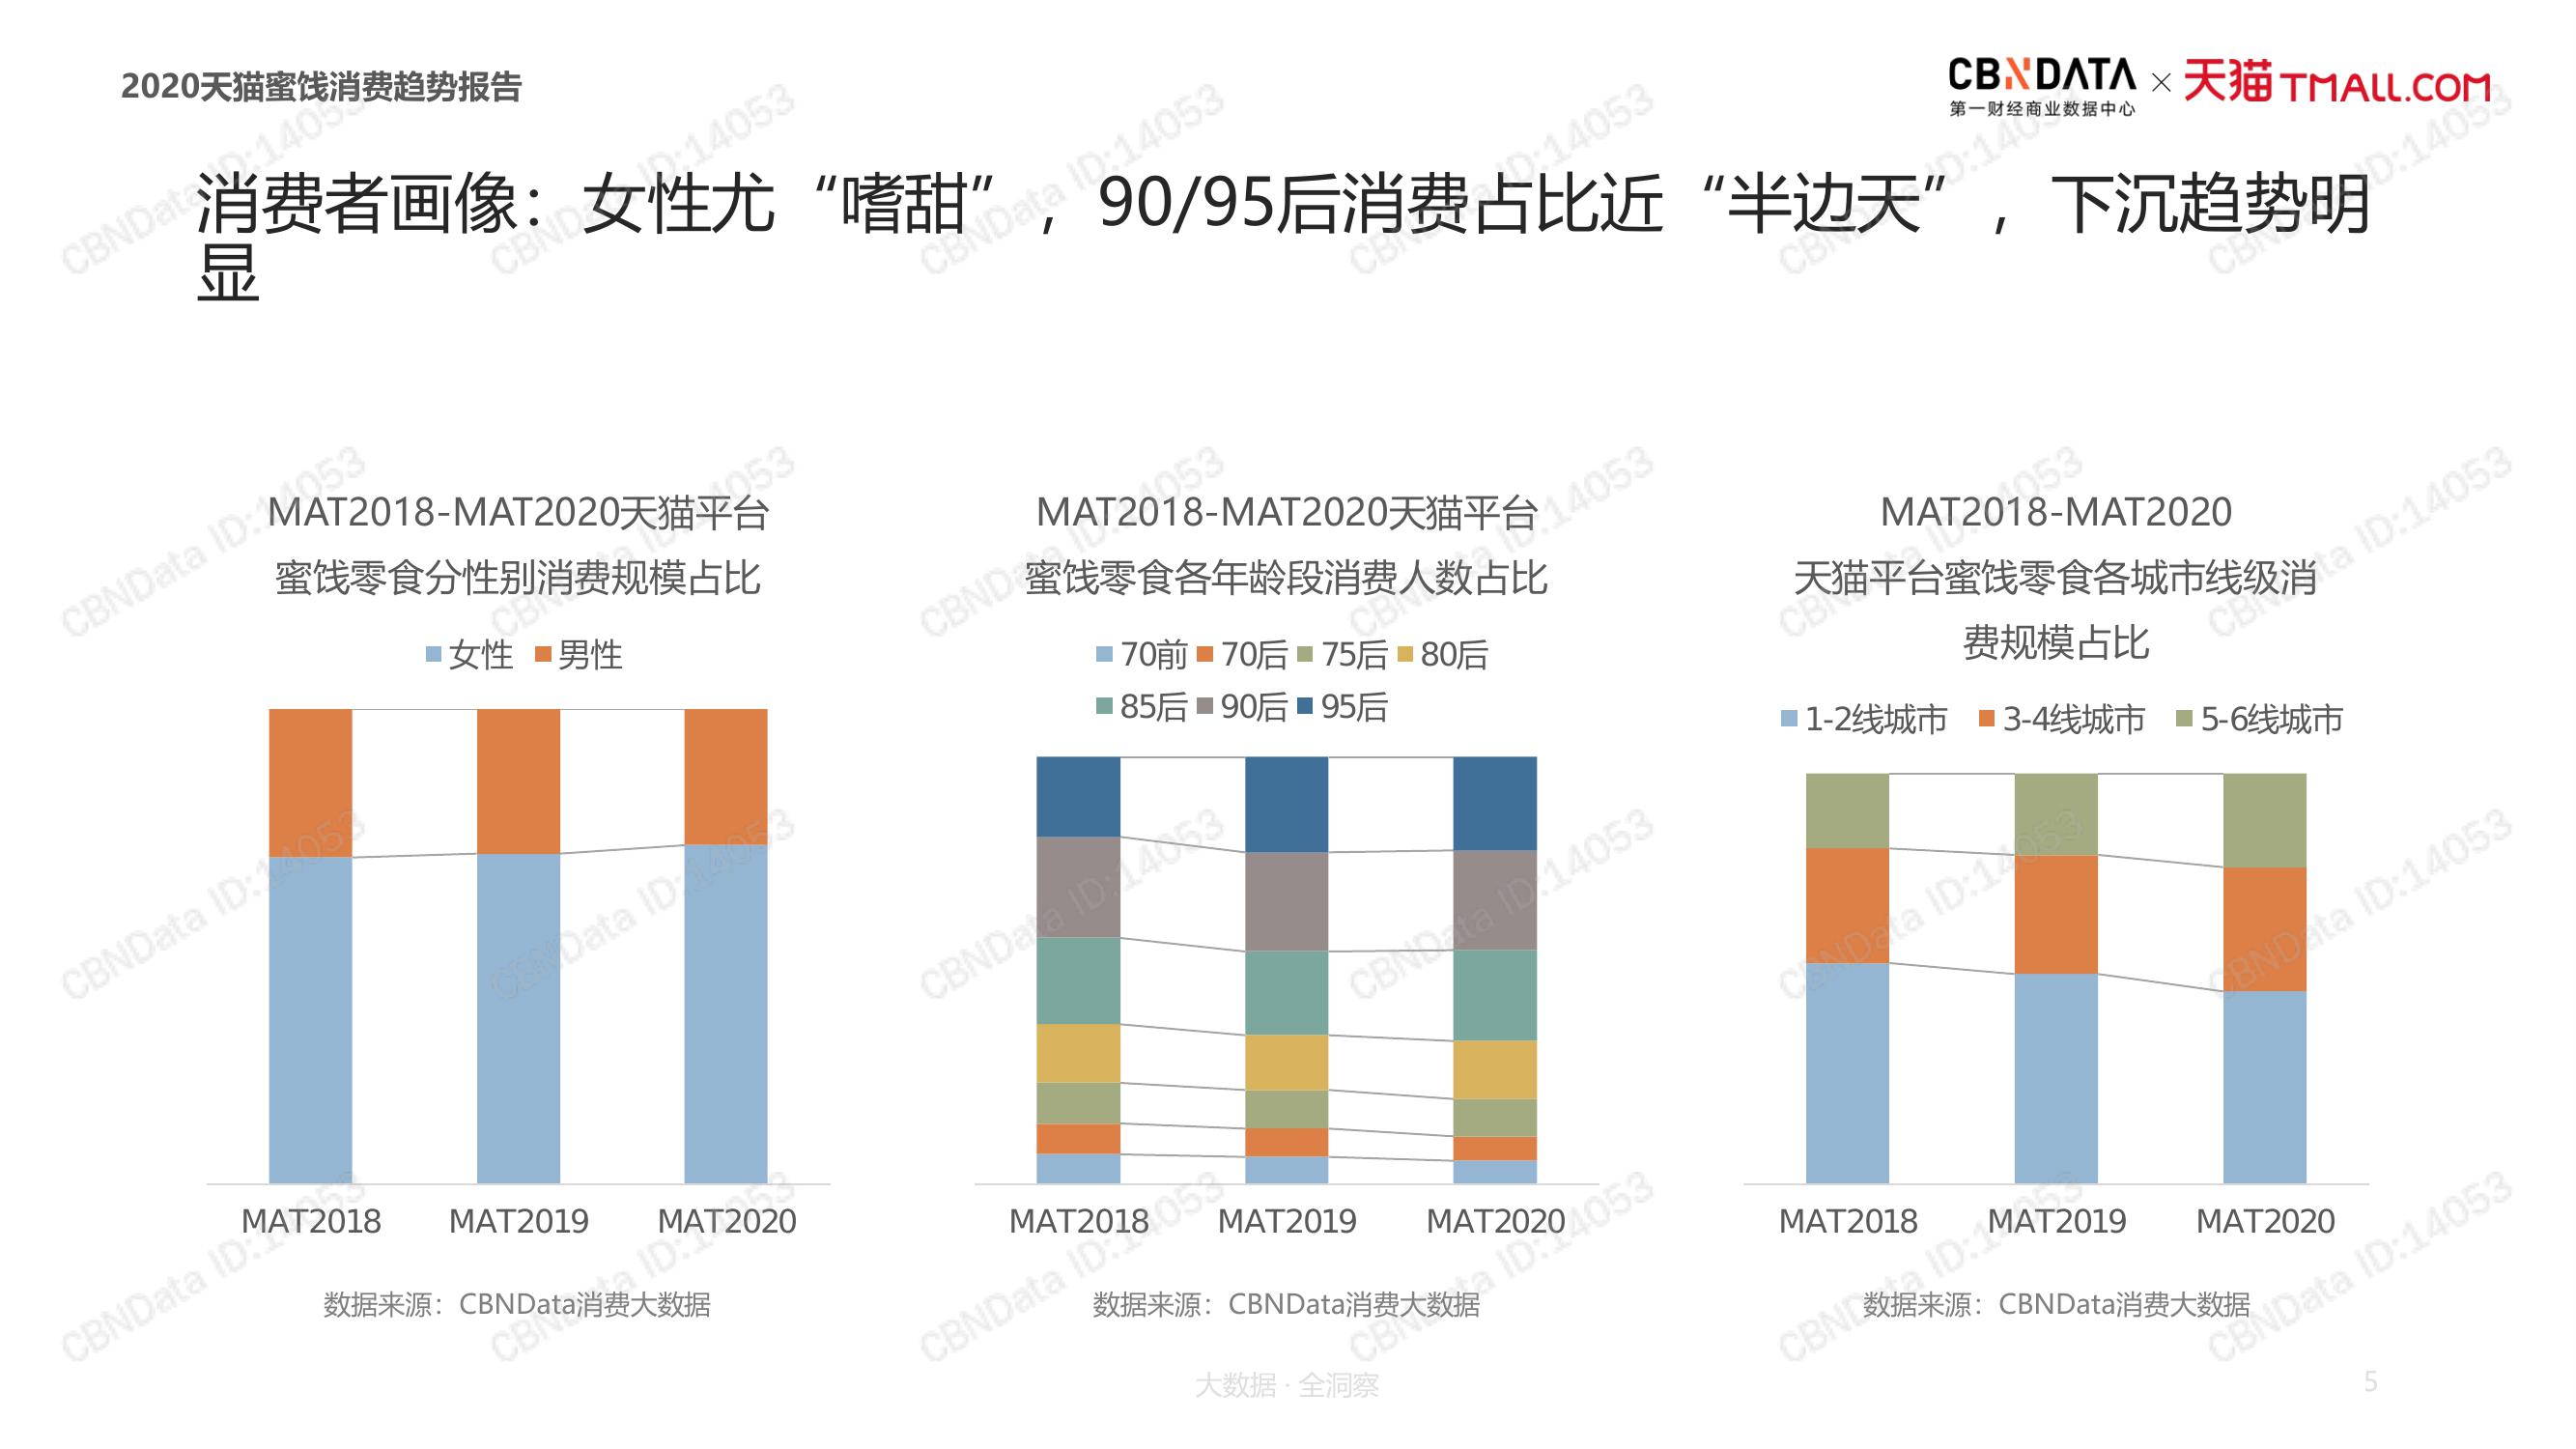 2020天猫蜜饯消费趋势报告
CBNDATA × 天猫 TMALL.COM
第一财经商业数据中心
消费者画像：女性尤“嗜甜”，90/95后消费占比近“半边天”，下沉趋势明
显
MAT2018-MAT2020天猫平台
蜜饯零食分性别消费规模占比
女性 男性
MAT2018 MAT2019 MAT2020
数据来源：CBNData消费大数据
MAT2018-MAT2020天猫平台
蜜饯零食各年龄段消费人数占比
70前 70后 75后 80后
85后 90后 95后
MAT2018 MAT2019 MAT2020
数据来源：CBNData消费大数据
MAT2018-MAT2020
天猫平台蜜饯零食各城市线级消
费规模占比
1-2线城市 3-4线城市 5-6线城市
MAT2018 MAT2019 MAT2020
数据来源：CBNData消费大数据
大数据·全洞察
5
CBNData ID:14053